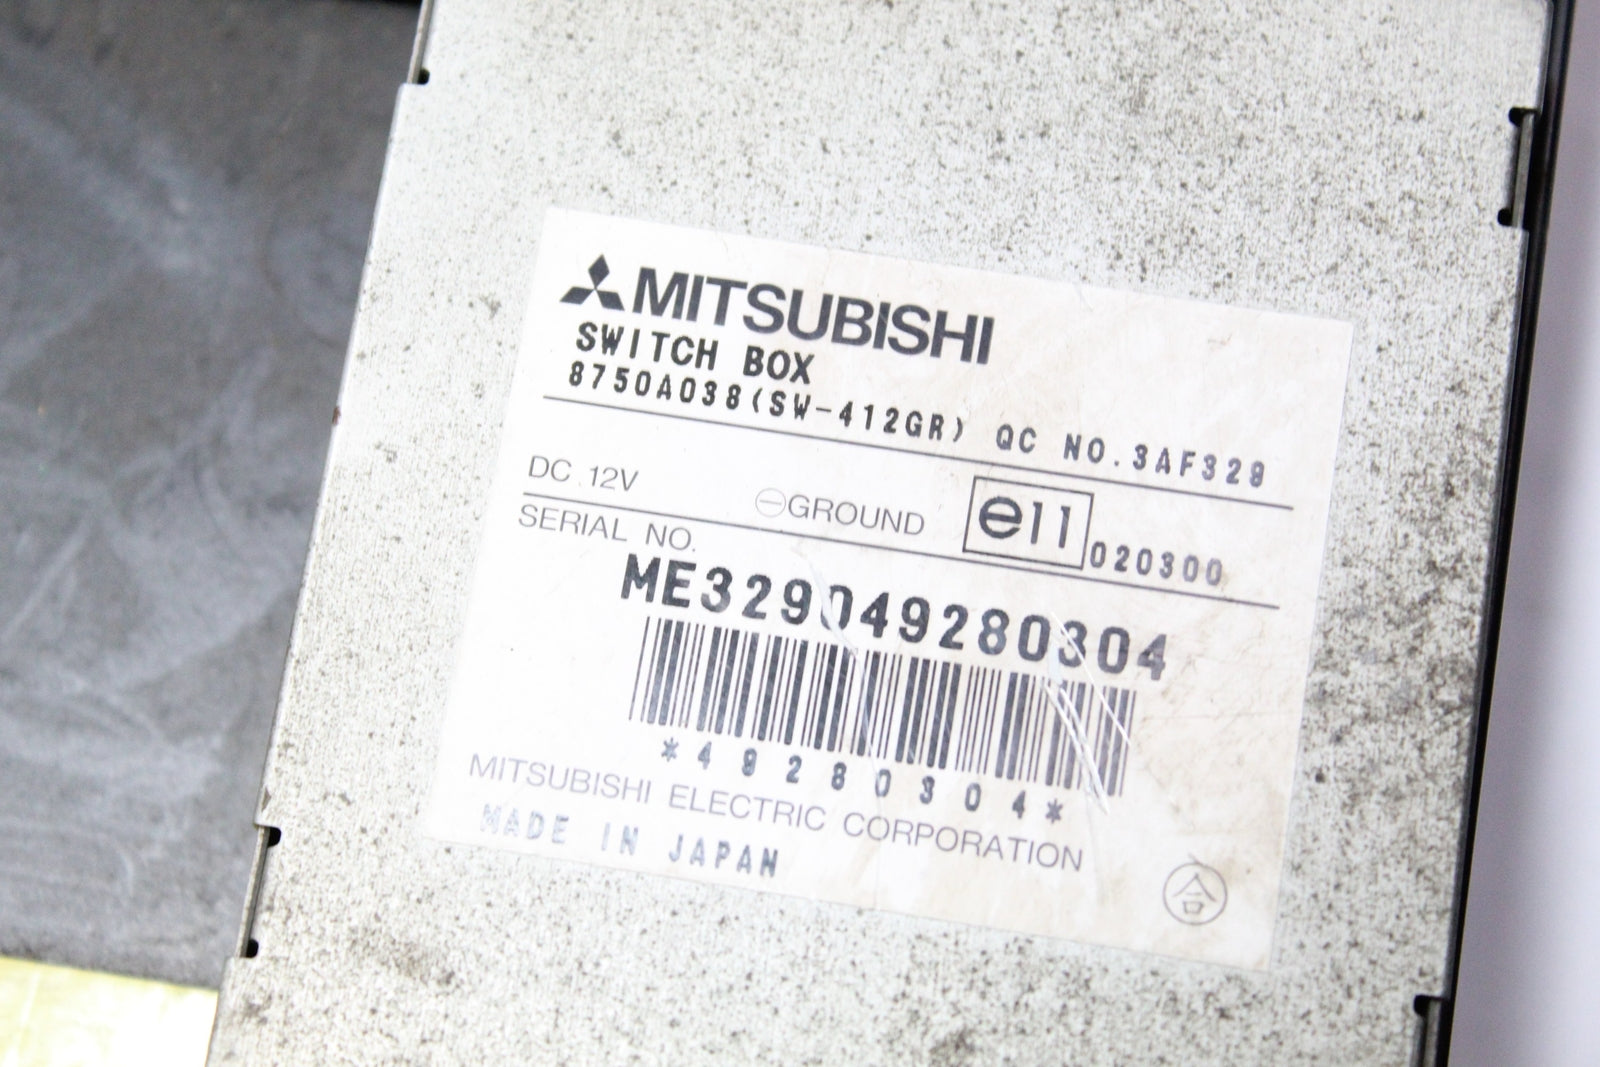 MITSUBISHI
SWITCH BOX
8750A038(SW-412GR) QC NO.3AF329
DC 12V ⊖GROUND e11 020300
SERIAL NO.
ME329049280304
*49280304*
MITSUBISHI ELECTRIC CORPORATION
MADE IN JAPAN
合